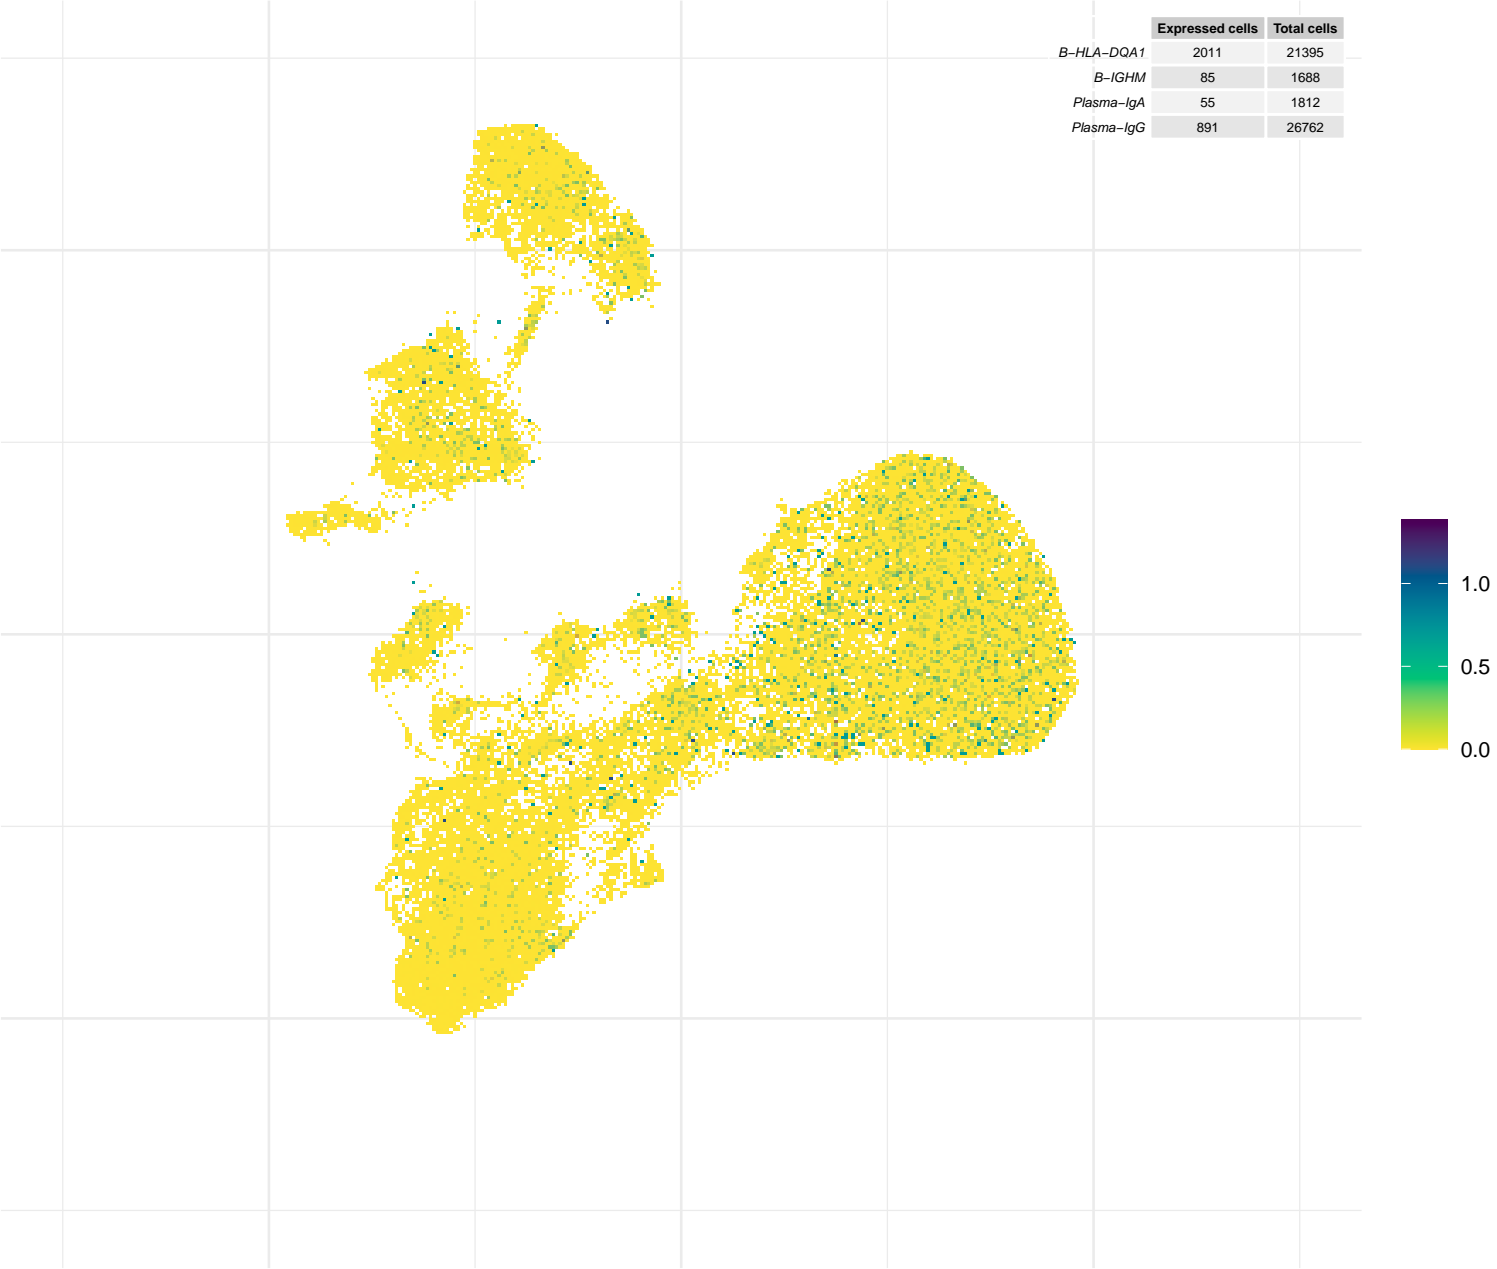 Expressed cells Total cells
B−HLA−DQA1 2011 21395
B−IGHM 85 1688
Plasma−IgA 55 1812
Plasma−IgG 891 26762
1.0
0.5
0.0